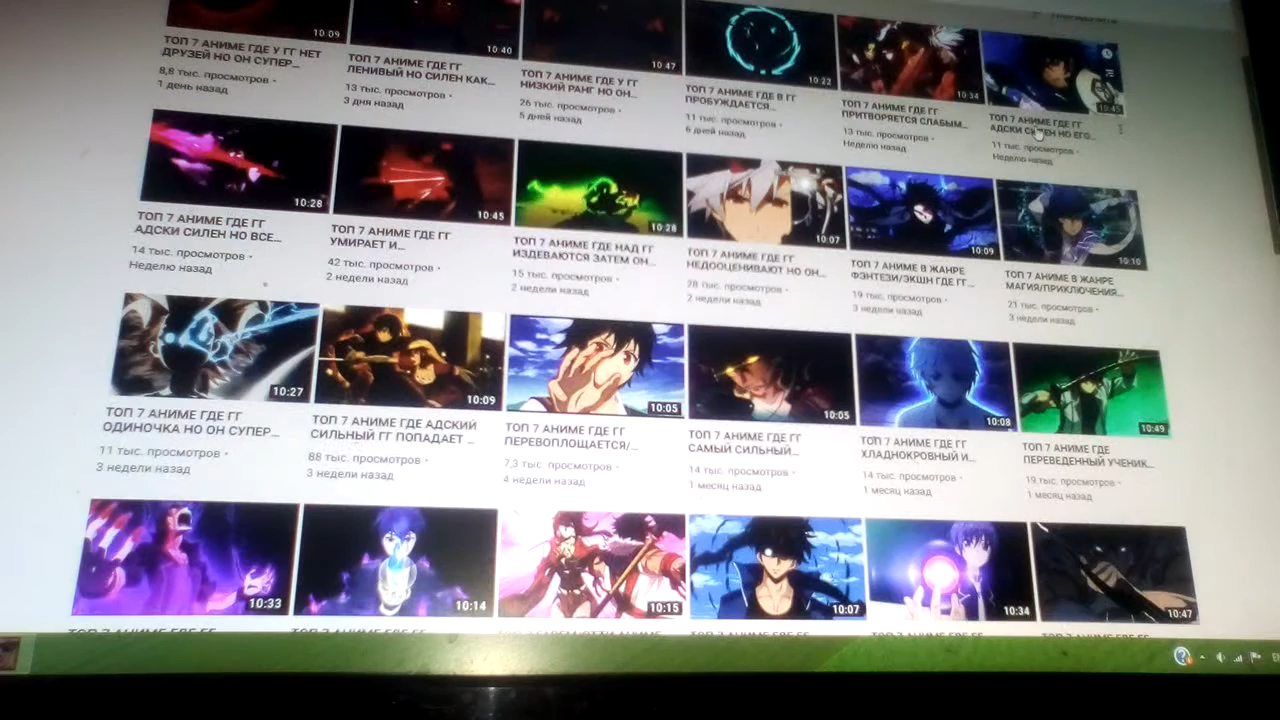 10:09
10:40
10:47
10:22
10:34
10:45
ТОП 7 АНИМЕ ГДЕ У ГГ НЕТ
ДРУЗЕЙ НО ОН СУПЕР...
8,8 тыс. просмотров •
1 день назад
ТОП 7 АНИМЕ ГДЕ ГГ
ЛЕНИВЫЙ НО СИЛЕН КАК...
13 тыс. просмотров •
3 дня назад
ТОП 7 АНИМЕ ГДЕ У ГГ
НИЗКИЙ РАНГ НО ОН...
26 тыс. просмотров •
5 дней назад
ТОП 7 АНИМЕ ГДЕ В ГГ
ПРОБУЖДАЕТСЯ...
11 тыс. просмотров •
6 дней назад
ТОП 7 АНИМЕ ГДЕ ГГ
ПРИТВОРЯЕТСЯ СЛАБЫМ...
13 тыс. просмотров •
Неделю назад
ТОП 7 АНИМЕ ГДЕ ГГ
АДСКИ СИЛЕН НО ЕГО...
11 тыс. просмотров •
Неделю назад
10:28
10:45
10:28
10:07
10:09
10:10
ТОП 7 АНИМЕ ГДЕ ГГ
АДСКИ СИЛЕН НО ВСЕ...
14 тыс. просмотров •
Неделю назад
ТОП 7 АНИМЕ ГДЕ ГГ
УМИРАЕТ И...
42 тыс. просмотров •
2 недели назад
ТОП 7 АНИМЕ ГДЕ НАД ГГ
ИЗДЕВАЮТСЯ ЗАТЕМ ОН...
15 тыс. просмотров •
2 недели назад
ТОП 7 АНИМЕ ГДЕ ГГ
НЕДООЦЕНИВАЮТ НО ОН...
28 тыс. просмотров •
2 недели назад
ТОП 7 АНИМЕ В ЖАНРЕ
ФЭНТЕЗИ/ЭКШН ГДЕ ГГ...
19 тыс. просмотров •
3 недели назад
ТОП 7 АНИМЕ В ЖАНРЕ
МАГИЯ/ПРИКЛЮЧЕНИЯ...
21 тыс. просмотров •
3 недели назад
10:27
10:09
10:05
10:05
10:08
10:49
ТОП 7 АНИМЕ ГДЕ ГГ
ОДИНОЧКА НО ОН СУПЕР...
11 тыс. просмотров •
3 недели назад
ТОП 7 АНИМЕ ГДЕ АДСКИЙ
СИЛЬНЫЙ ГГ ПОПАДАЕТ ...
88 тыс. просмотров •
3 недели назад
ТОП 7 АНИМЕ ГДЕ ГГ
ПЕРЕВОПЛОЩАЕТСЯ/...
7,3 тыс. просмотров •
4 недели назад
ТОП 7 АНИМЕ ГДЕ ГГ
САМЫЙ СИЛЬНЫЙ...
14 тыс. просмотров •
1 месяц назад
ТОП 7 АНИМЕ ГДЕ ГГ
ХЛАДНОКРОВНЫЙ И...
14 тыс. просмотров •
1 месяц назад
ТОП 7 АНИМЕ ГДЕ
ПЕРЕВЕДЕННЫЙ УЧЕНИК...
19 тыс. просмотров •
1 месяц назад
10:33
10:14
10:15
10:07
10:34
10:47